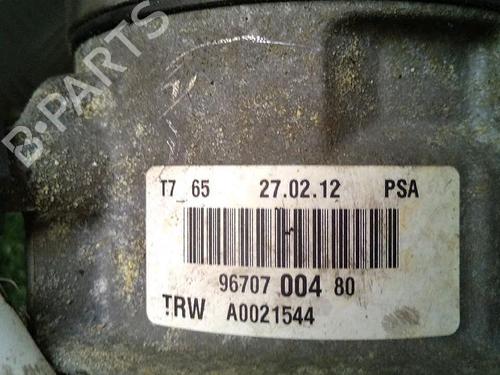 B-PARTS
T7_65 27.02.12 PSA
96707 004 80
TRW A0021544